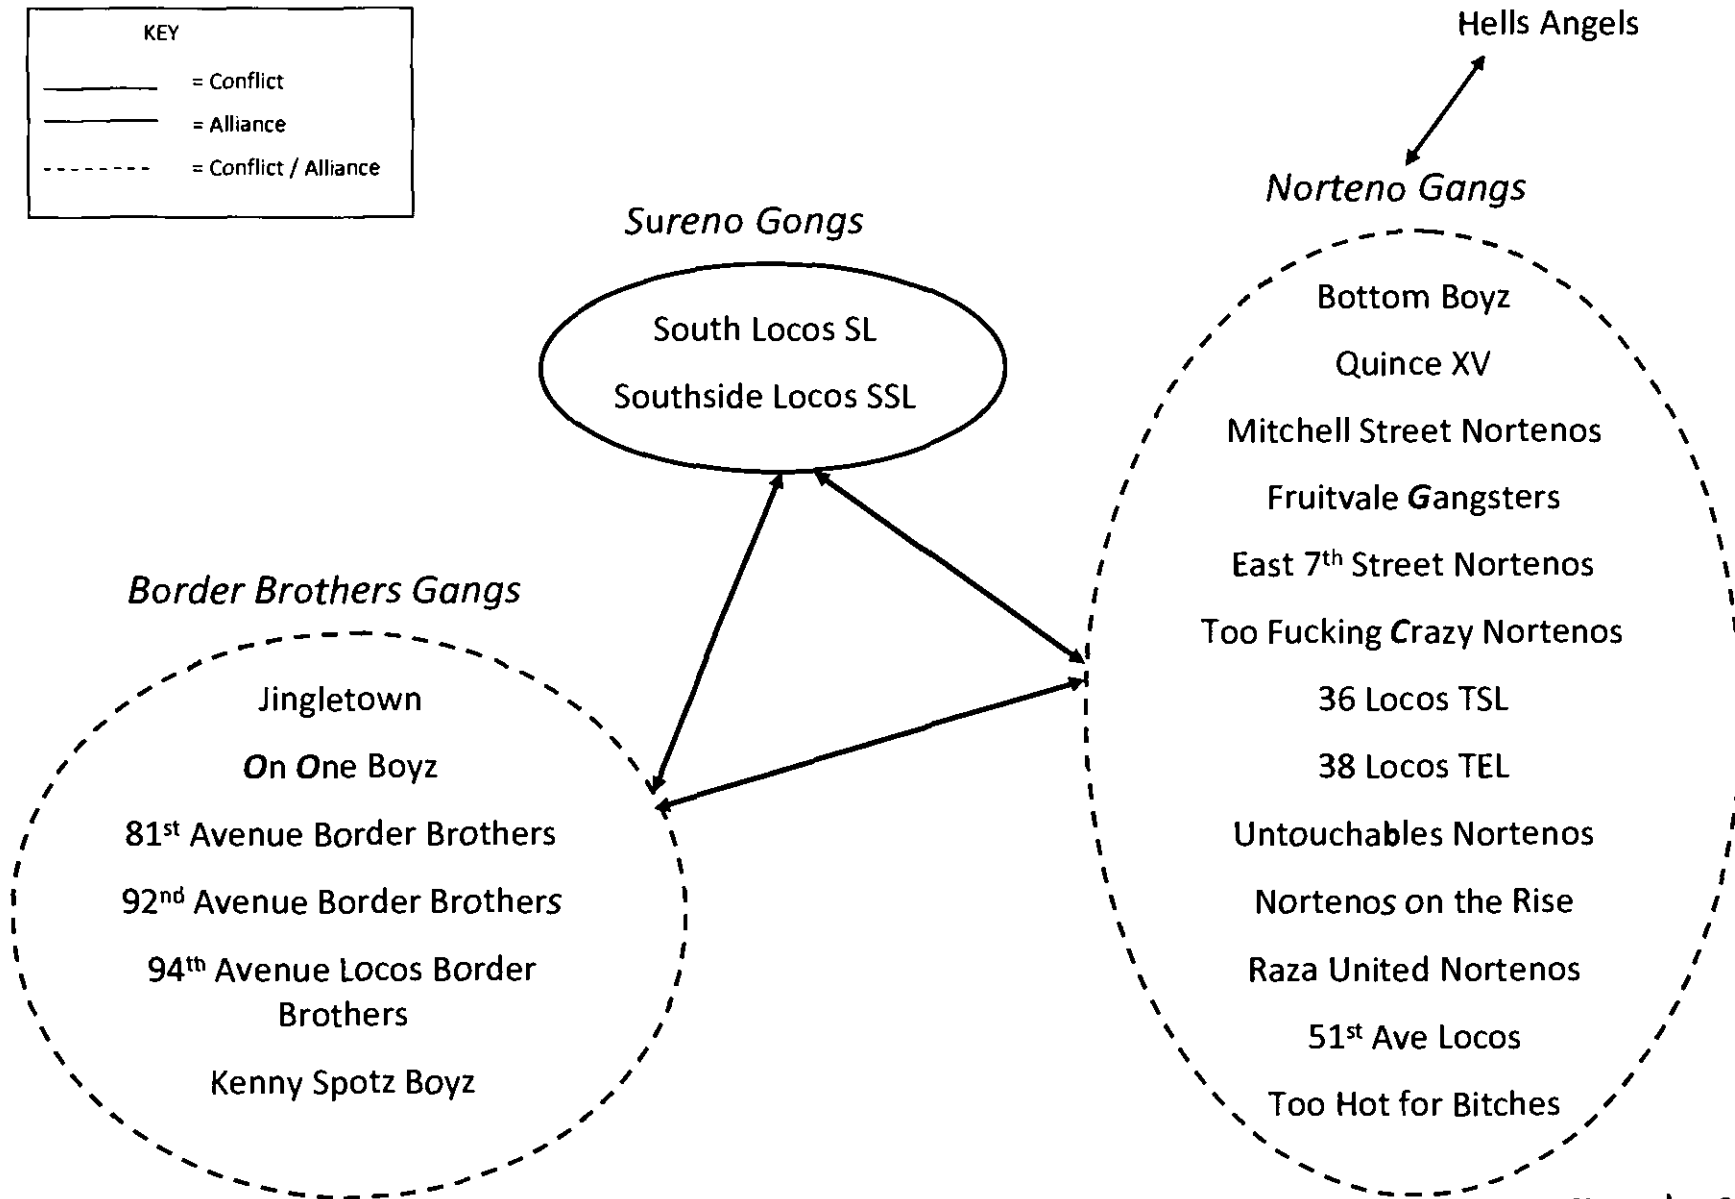 KEY
= Conflict
= Alliance
= Conflict / Alliance
Hells Angels
Norteno Gangs
Sureno Gongs
South Locos SL
Southside Locos SSL
Bottom Boyz
Quince XV
Mitchell Street Nortenos
Fruitvale Gangsters
East 7th Street Nortenos
Too Fucking Crazy Nortenos
36 Locos TSL
38 Locos TEL
Untouchables Nortenos
Nortenos on the Rise
Raza United Nortenos
51st Ave Locos
Too Hot for Bitches
Border Brothers Gangs
Jingletown
On One Boyz
81st Avenue Border Brothers
92nd Avenue Border Brothers
94th Avenue Locos Border
Brothers
Kenny Spotz Boyz